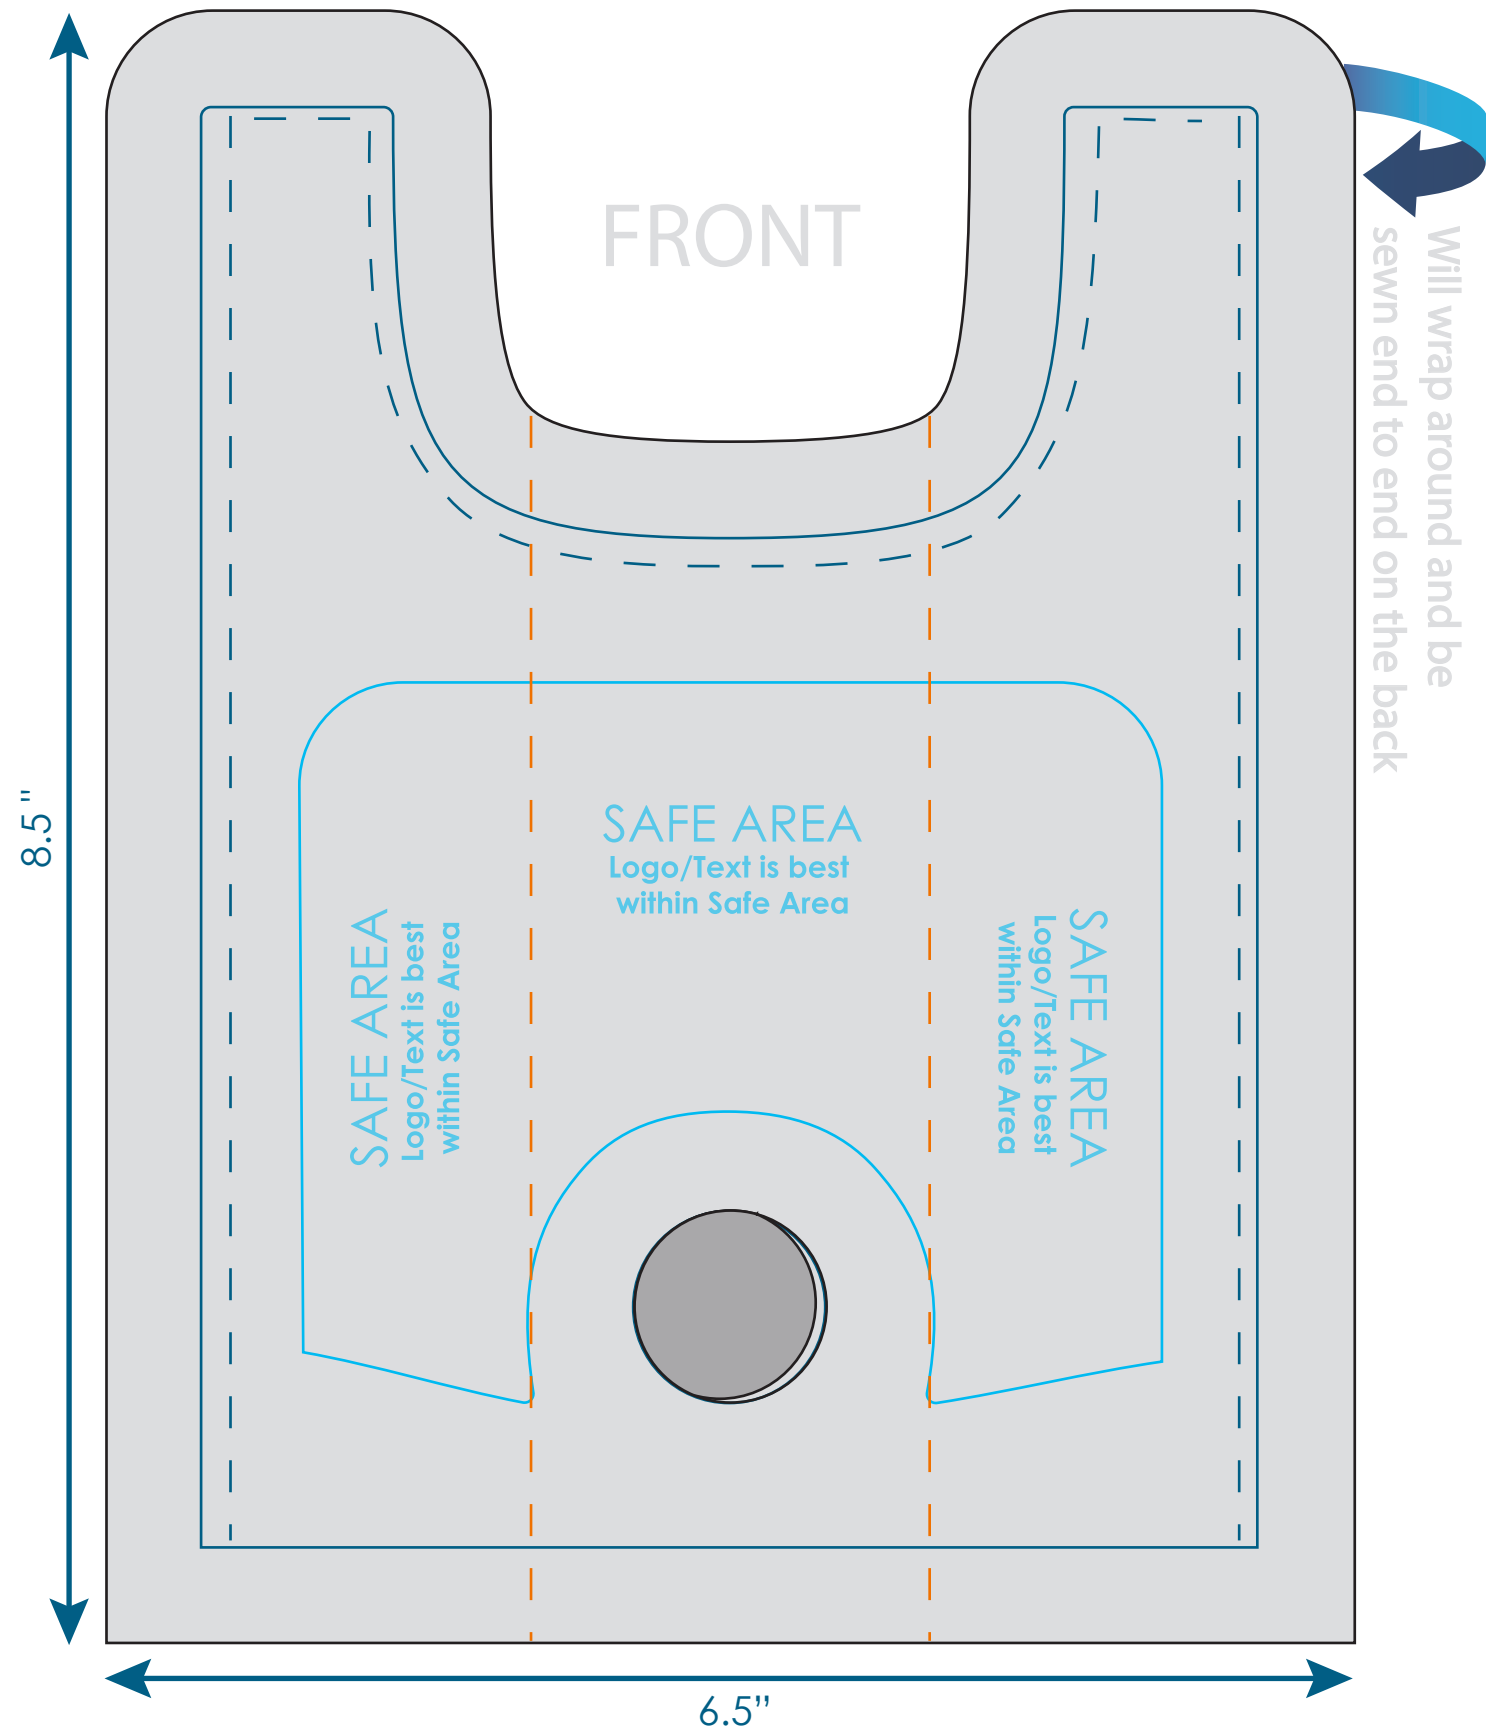 FRONT
Will wrap around and be
sewn end to end on the back
8.5"
SAFE AREA
Logo/Text is best
within Safe Area
SAFE AREA
Logo/Text is best
within Safe Area
SAFE AREA
Logo/Text is best
within Safe Area
6.5”